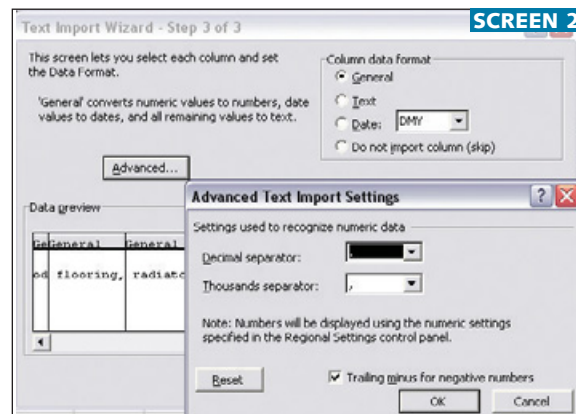 SCREEN 2
Text Import Wizard - Step 3 of 3
This screen lets you select each column and set
the Data Format.
'General' converts numeric values to numbers, date
values to dates, and all remaining values to text.
Advanced...
Column data format
General
Text
Date: DMY
Do not import column (skip)
Data preview
Ge General General
od flooring, radiato
Advanced Text Import Settings
Settings used to recognize numeric data
Decimal separator:
Thousands separator: ,
Note: Numbers will be displayed using the numeric settings
specified in the Regional Settings control panel.
Reset
Trailing minus for negative numbers
OK Cancel